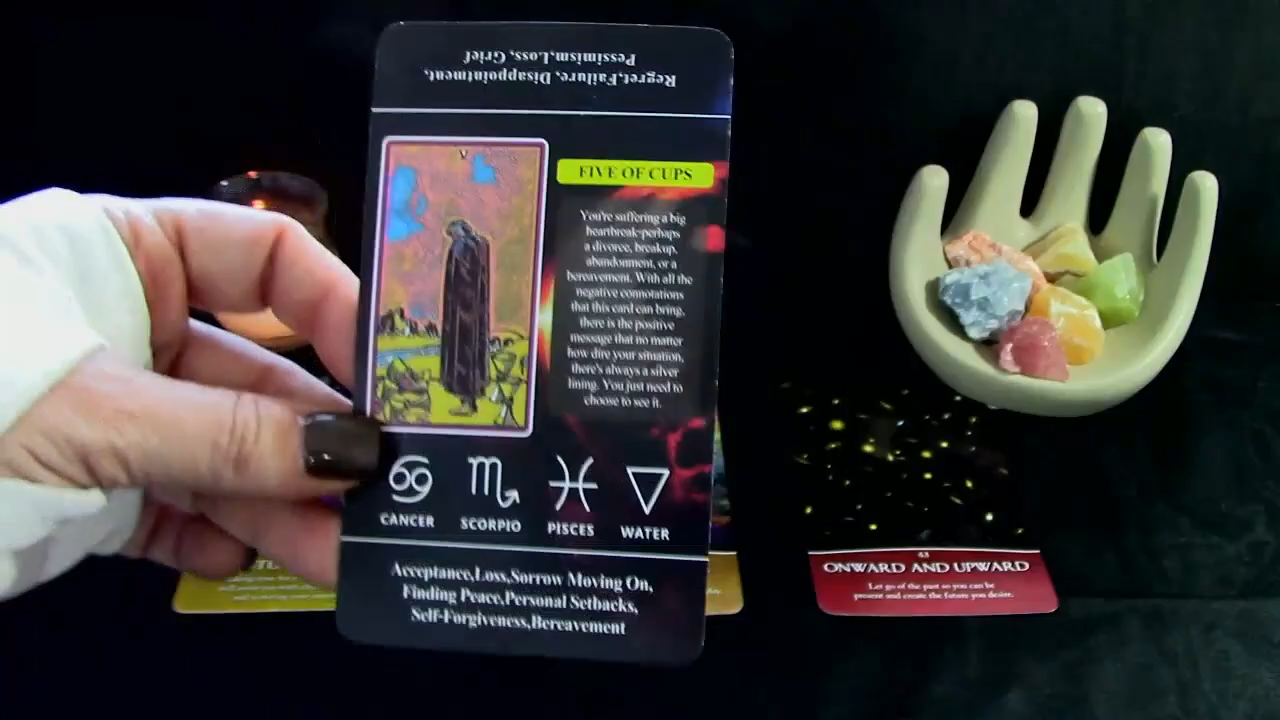 Regret,Failure, Disappointment,
Pessimism,Loss, Grief
V
FIVE OF CUPS
You're suffering a big
heartbreak-perhaps
a divorce, breakup,
abandonment, or a
bereavement. With all the
negative connotations
that this card can bring,
there is the positive
message that no matter
how dire your situation,
there's always a silver
lining. You just need to
choose to see it.
CANCER
SCORPIO
PISCES
WATER
Acceptance,Loss,Sorrow Moving On,
Finding Peace,Personal Setbacks,
Self-Forgiveness,Bereavement
63
ONWARD AND UPWARD
Let go of the past so you can be
present and create the future you desire.